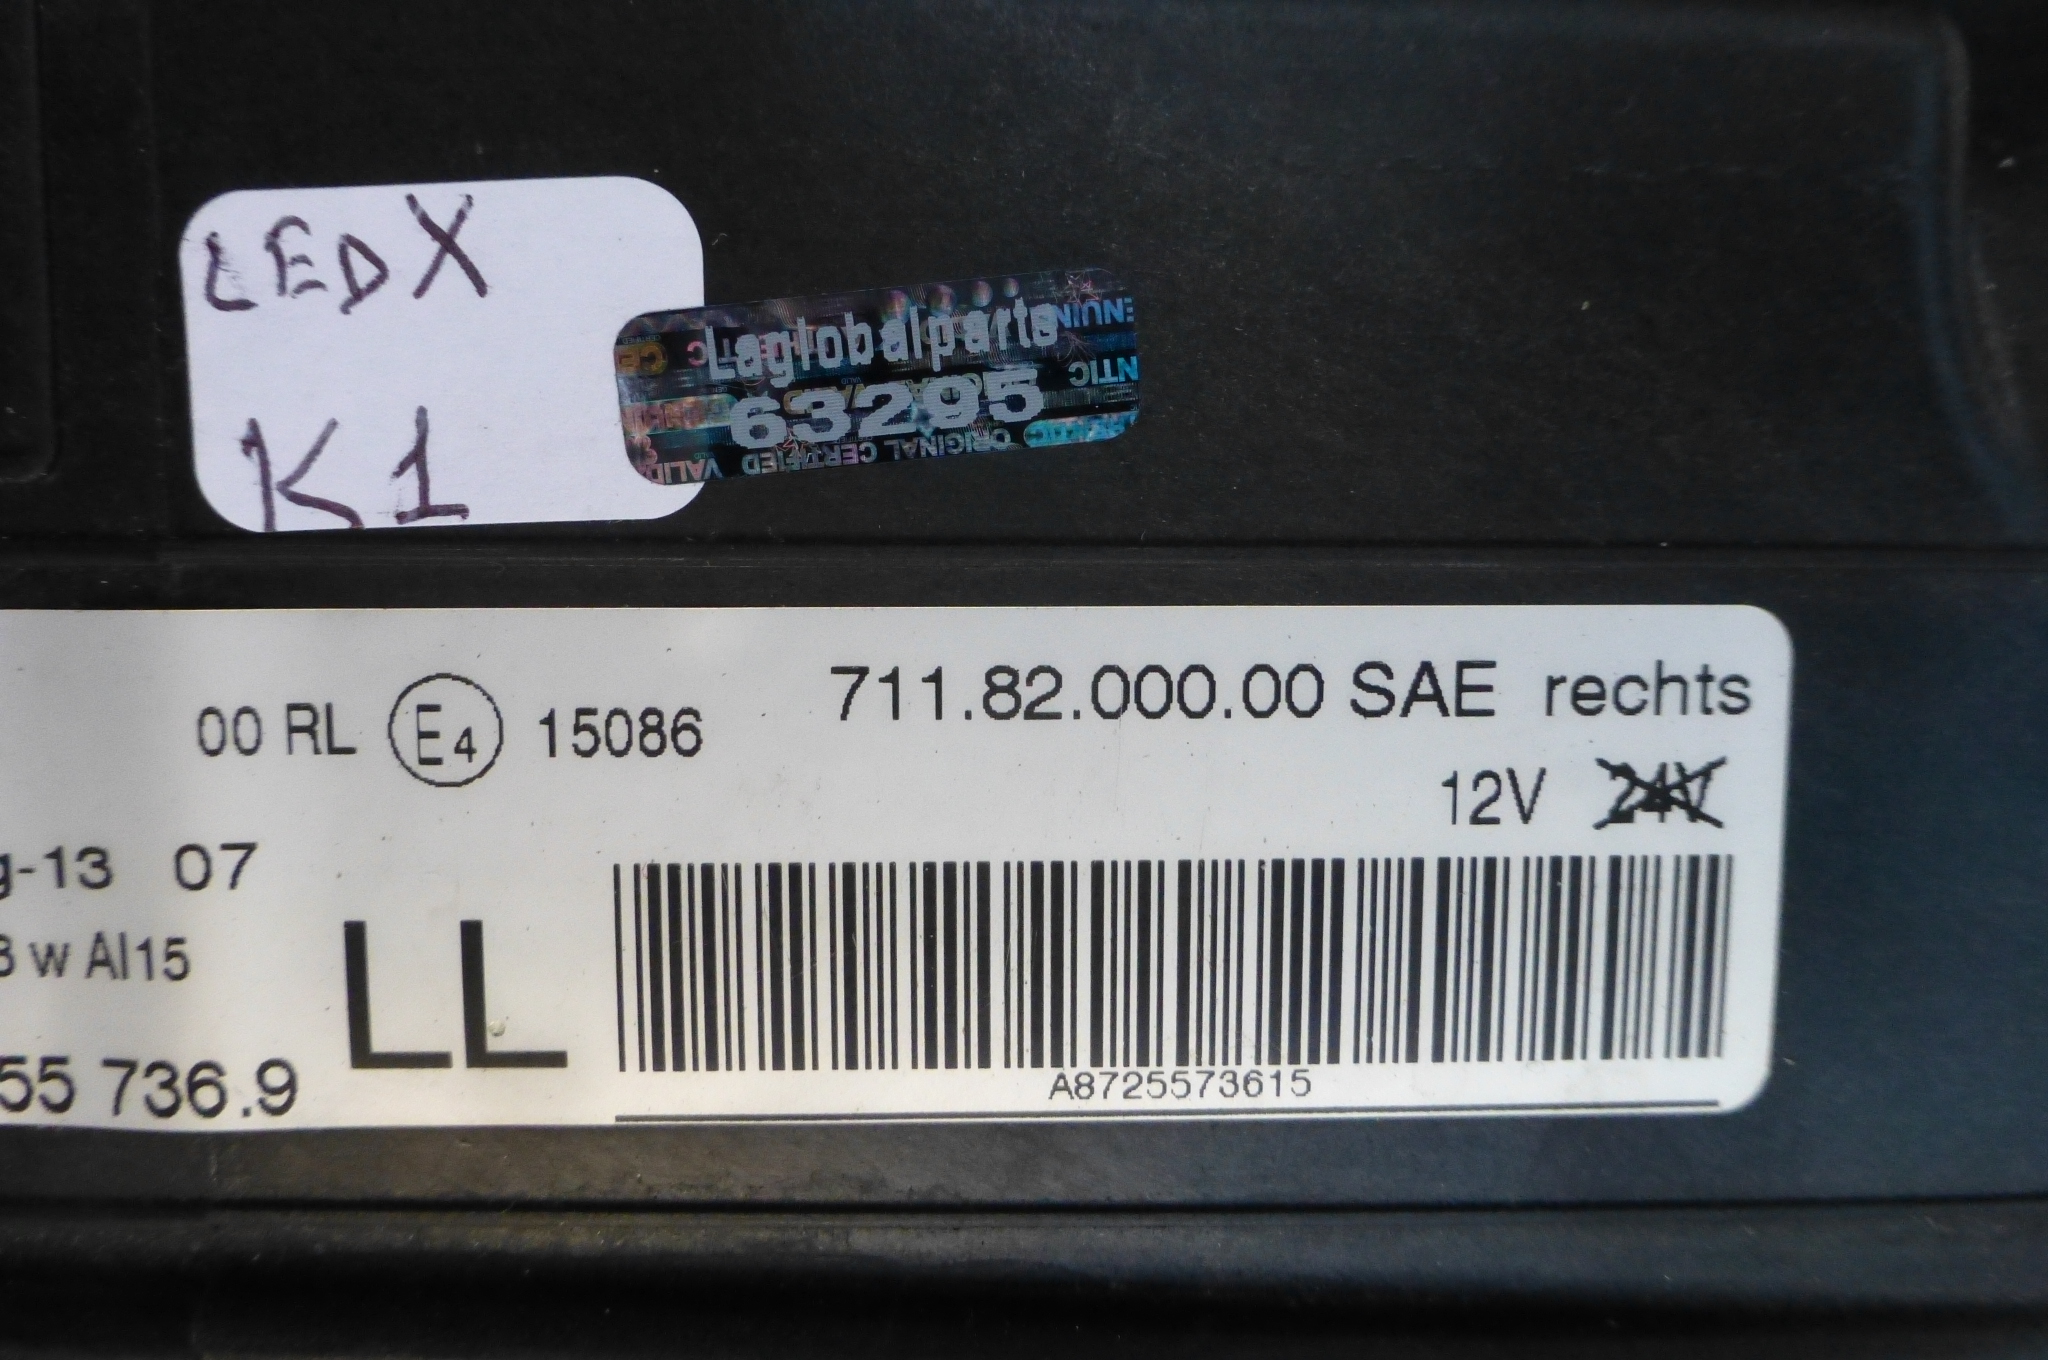 LEDX
K1
Laglobalparts
63295
ORIGINAL CERTIFIED VALID
00 RL E4 15086
711.82.000.00 SAE rechts
12V 24V
g-13 07
3 w Al15
LL
55 736.9
A8725573615